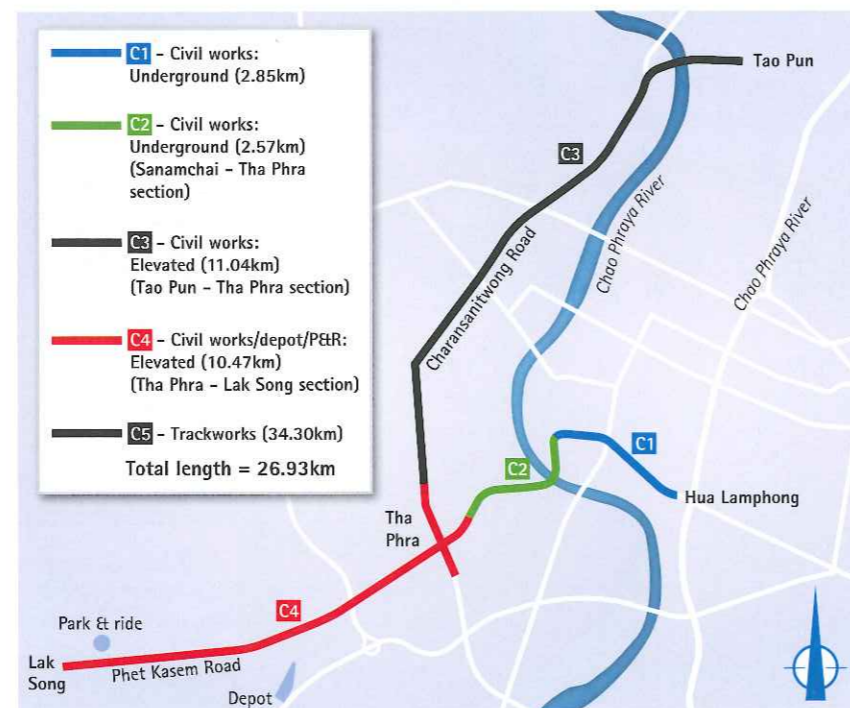 C1 - Civil works:
Underground (2.85km)
C2 - Civil works:
Underground (2.57km)
(Sanamchai - Tha Phra
section)
C3 - Civil works:
Elevated (11.04km)
(Tao Pun - Tha Phra section)
C4 - Civil works/depot/P&R:
Elevated (10.47km)
(Tha Phra - Lak Song section)
C5 - Trackworks (34.30km)
Total length = 26.93km
Tao Pun
C3
Chao Phraya River
Chao Phraya River
Charansanitwong Road
C1
C2
Hua Lamphong
Tha
Phra
C4
Park & ride
Lak
Song
Phet Kasem Road
Depot